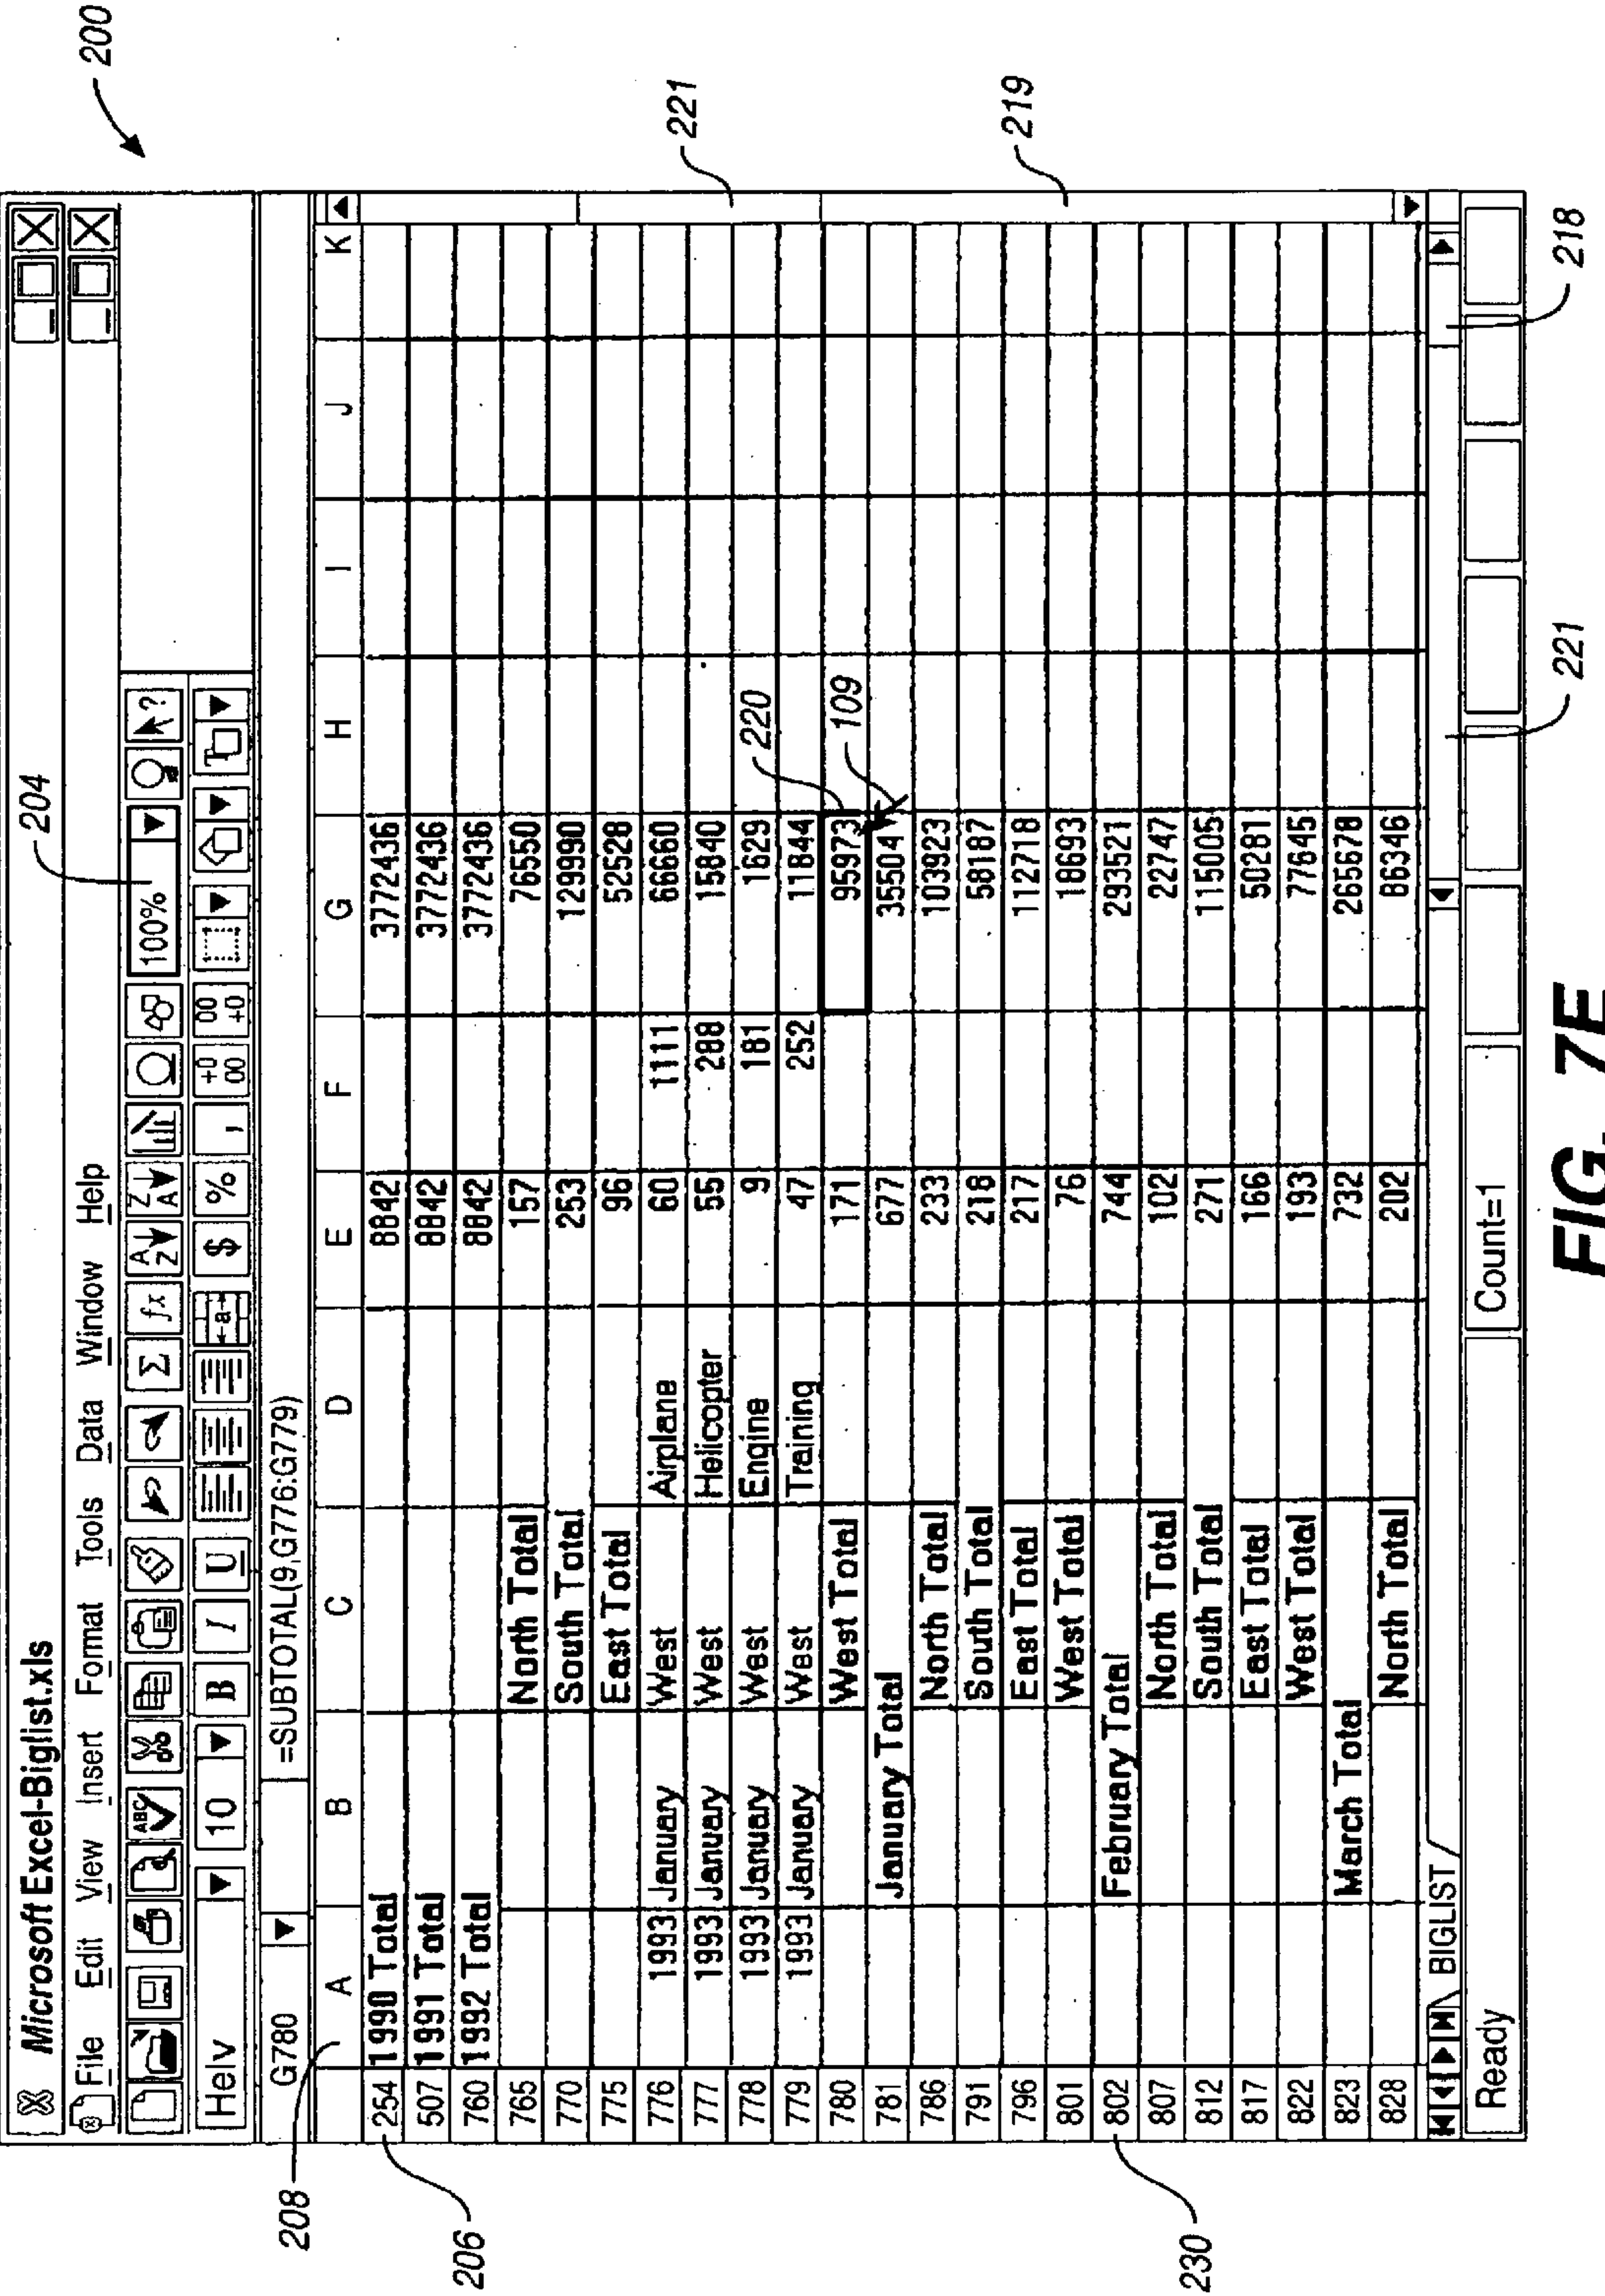 200
Microsoft Excel-Biglist.xls
File Edit View Insert Format Tools Data Window Help
204
ABC Σ fx A Z Z A 100% ?
Helv 10 B I U a $ % , +0 00 00 +0
G780 =SUBTOTAL(9,G776:G779)
208
A B C D E F G H I J K
206
254 1990 Total 8842 3772436
507 1991 Total 8842 3772436
760 1992 Total 8842 3772436
765 North Total 157 76550
770 South Total 253 129990
775 East Total 96 52528
776 1993 January West Airplane 60 1111 66660
777 1993 January West Helicopter 55 288 15840
778 1993 January West Engine 9 181 1629
779 1993 January West Training 47 252 11844
780 West Total 171 95973
781 January Total 677 355041
786 North Total 233 103923
791 South Total 218 58187
796 East Total 217 112718
801 West Total 76 18693
802 February Total 744 293521
807 North Total 102 22747
812 South Total 271 115005
817 East Total 166 50281
822 West Total 193 77645
823 March Total 732 265678
828 North Total 202 86346
220
109
221
219
230
BIGLIST
Ready Count=1
221
218
FIG. 7E